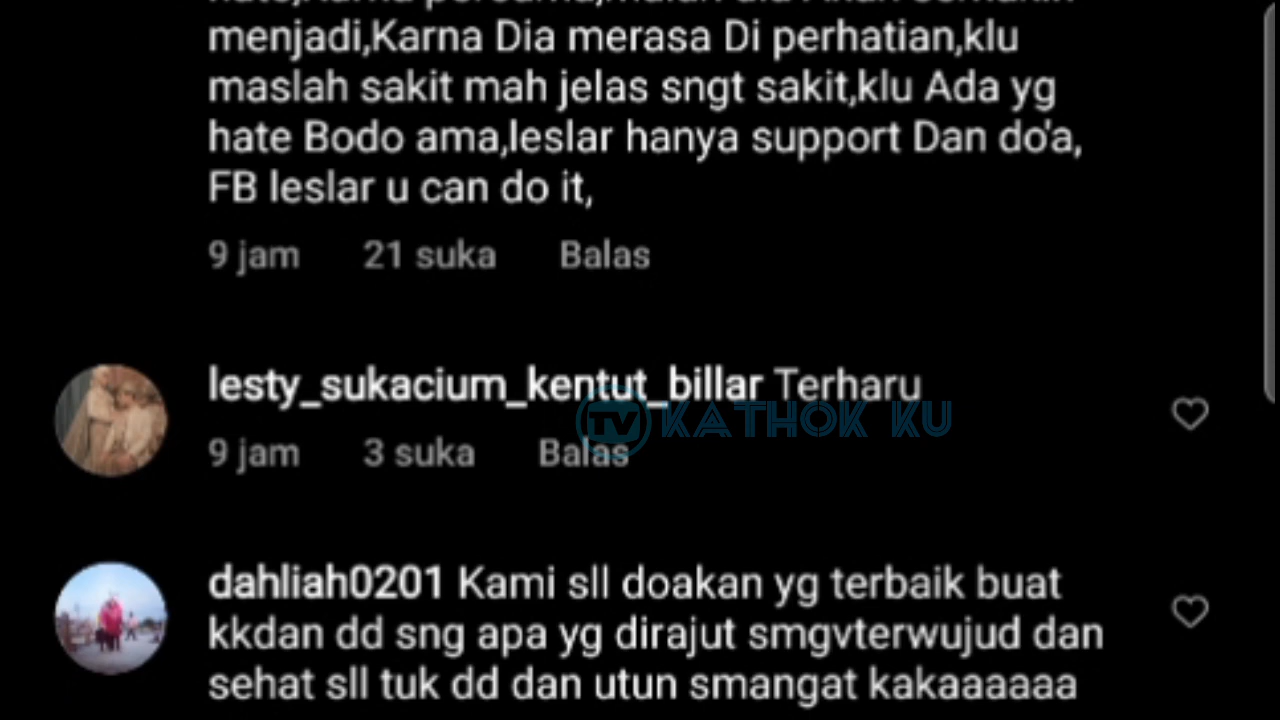 menjadi,Karna Dia merasa Di perhatian,klu
maslah sakit mah jelas sngt sakit,klu Ada yg
hate Bodo ama,leslar hanya support Dan do'a,
FB leslar u can do it,
9 jam 21 suka Balas
lesty_sukacium_kentut_billar Terharu
TV KATHOK KU
9 jam 3 suka Balas
dahliah0201 Kami sll doakan yg terbaik buat
kkdan dd sng apa yg dirajut smgvterwujud dan
sehat sll tuk dd dan utun smangat kakaaaaaa